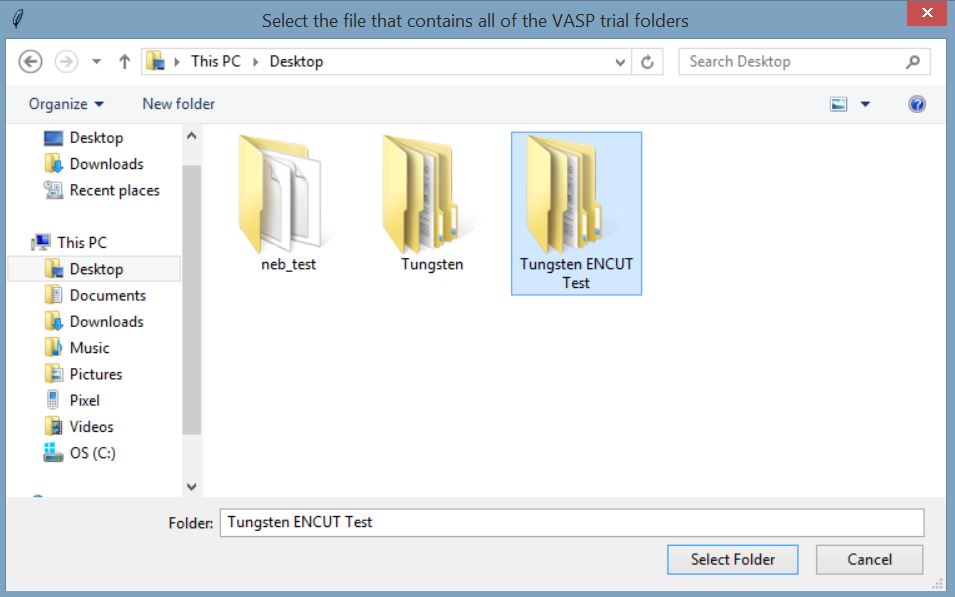 Select the file that contains all of the VASP trial folders
This PC
Desktop
Search Desktop
Organize
New folder
Desktop
Downloads
Recent places
This PC
Desktop
Documents
Downloads
Music
Pictures
Pixel
Videos
OS (C:)
neb_test
Tungsten
Tungsten ENCUT
Test
Folder:
Tungsten ENCUT Test
Select Folder
Cancel